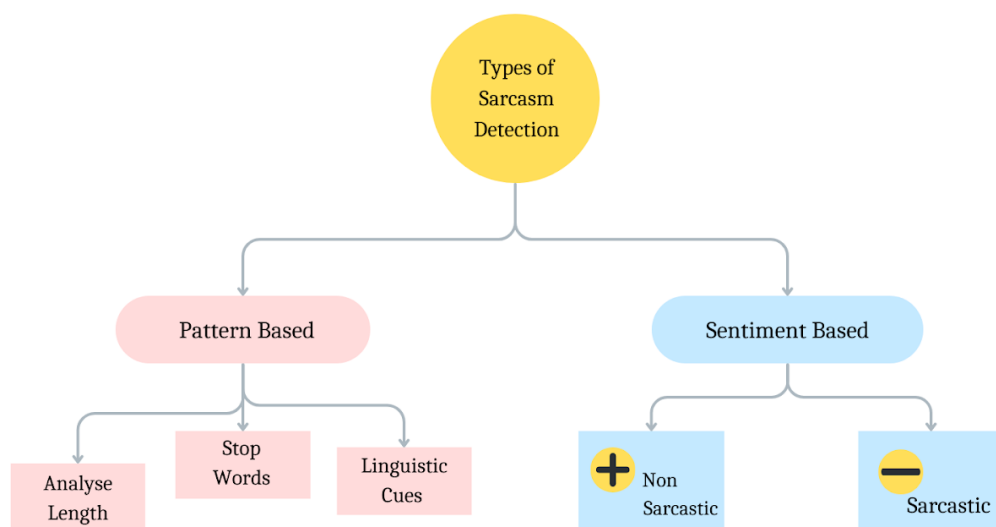 Types of
Sarcasm
Detection
Pattern Based
Sentiment Based
Analyse
Length
Stop
Words
Linguistic
Cues
Non
Sarcastic
Sarcastic